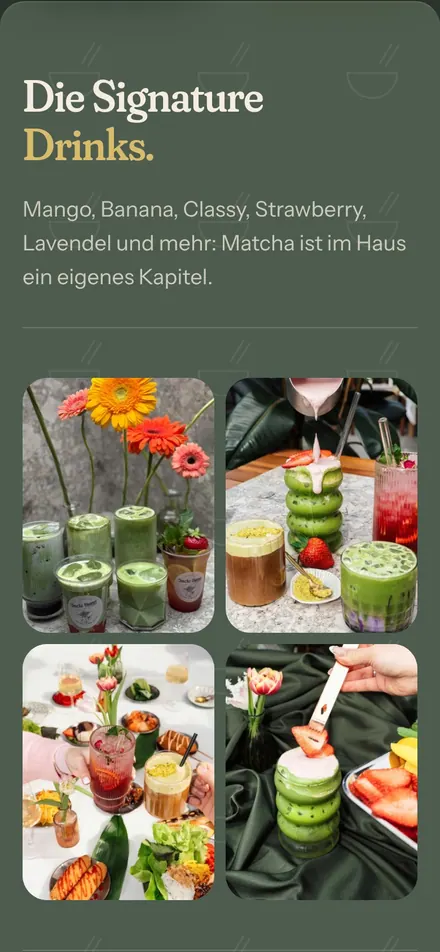 Die Signature
Drinks.
Mango, Banana, Classy, Strawberry,
Lavendel und mehr: Matcha ist im Haus
ein eigenes Kapitel.